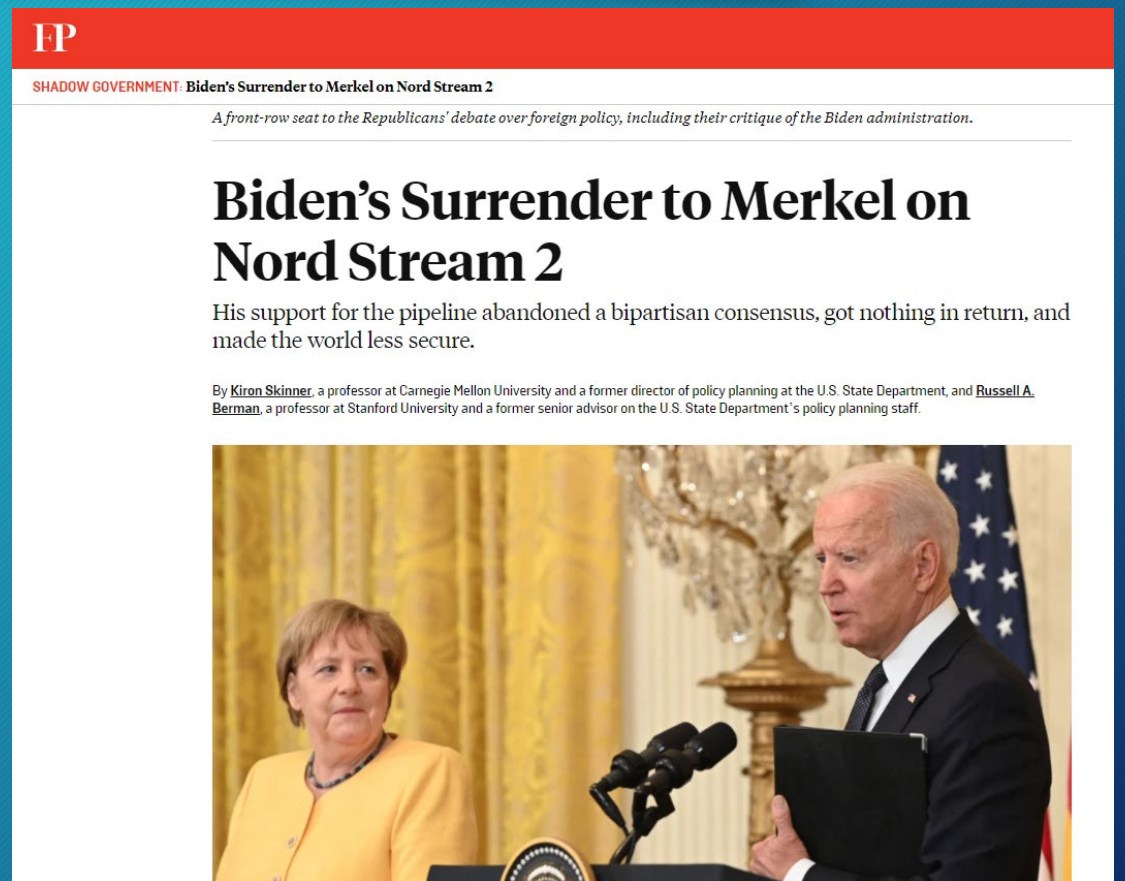 FP
SHADOW GOVERNMENT: Biden's Surrender to Merkel on Nord Stream 2
A front-row seat to the Republicans' debate over foreign policy, including their critique of the Biden administration.
Biden's Surrender to Merkel on
Nord Stream 2
His support for the pipeline abandoned a bipartisan consensus, got nothing in return, and
made the world less secure.
By Kiron Skinner, a professor at Carnegie Mellon University and a former director of policy planning at the U.S. State Department, and Russell A.
Berman, a professor at Stanford University and a former senior advisor on the U.S. State Department's policy planning staff.